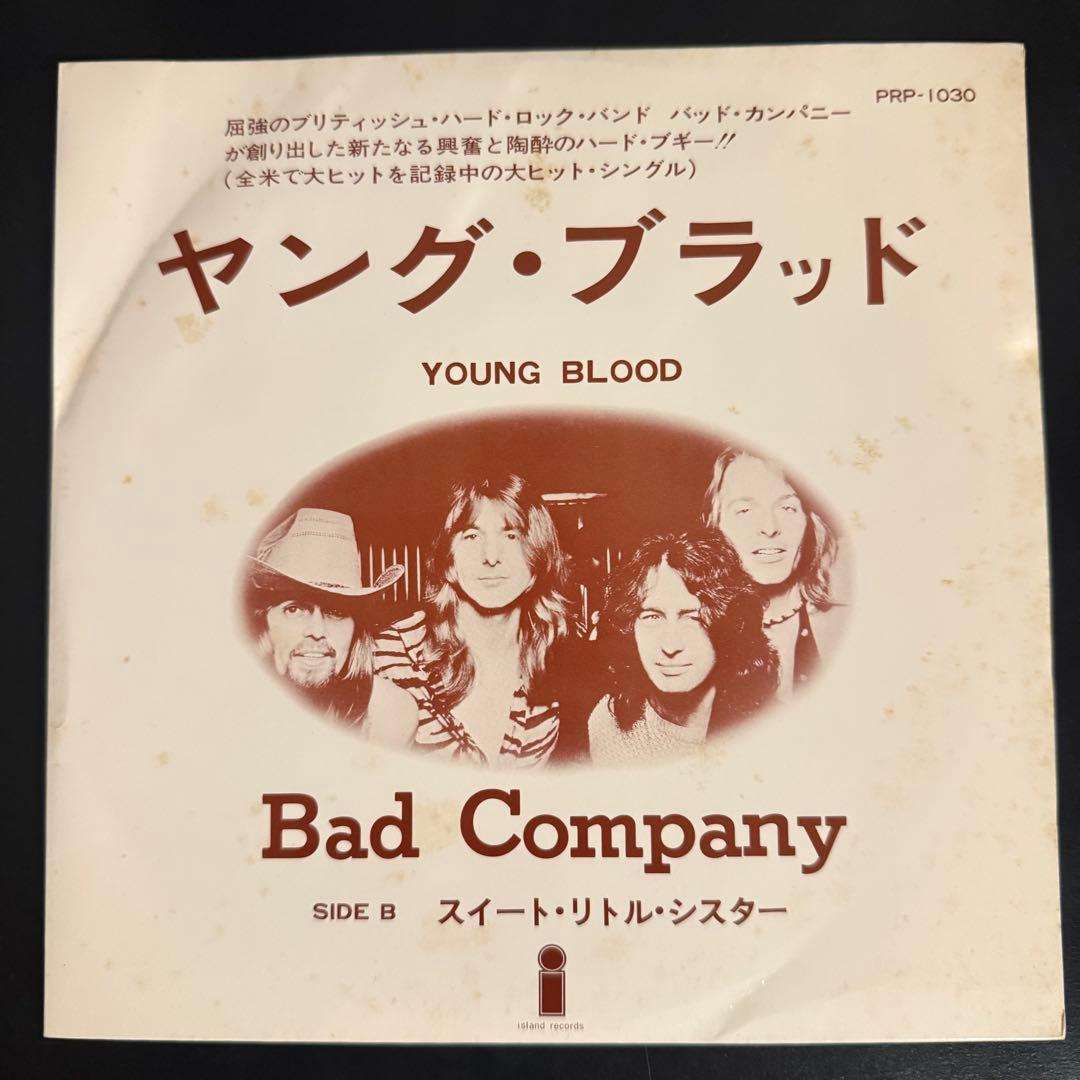 PRP-1030
屈強のブリティッシュ・ハード・ロック・バンド バッド・カンパニー
が創り出した新たなる興奮と陶酔のハード・ブギー!!
(全米で大ヒットを記録中の大ヒット・シングル)
ヤング・ブラッド
YOUNG BLOOD
Bad Company
SIDE B スイート・リトル・シスター
i
island records